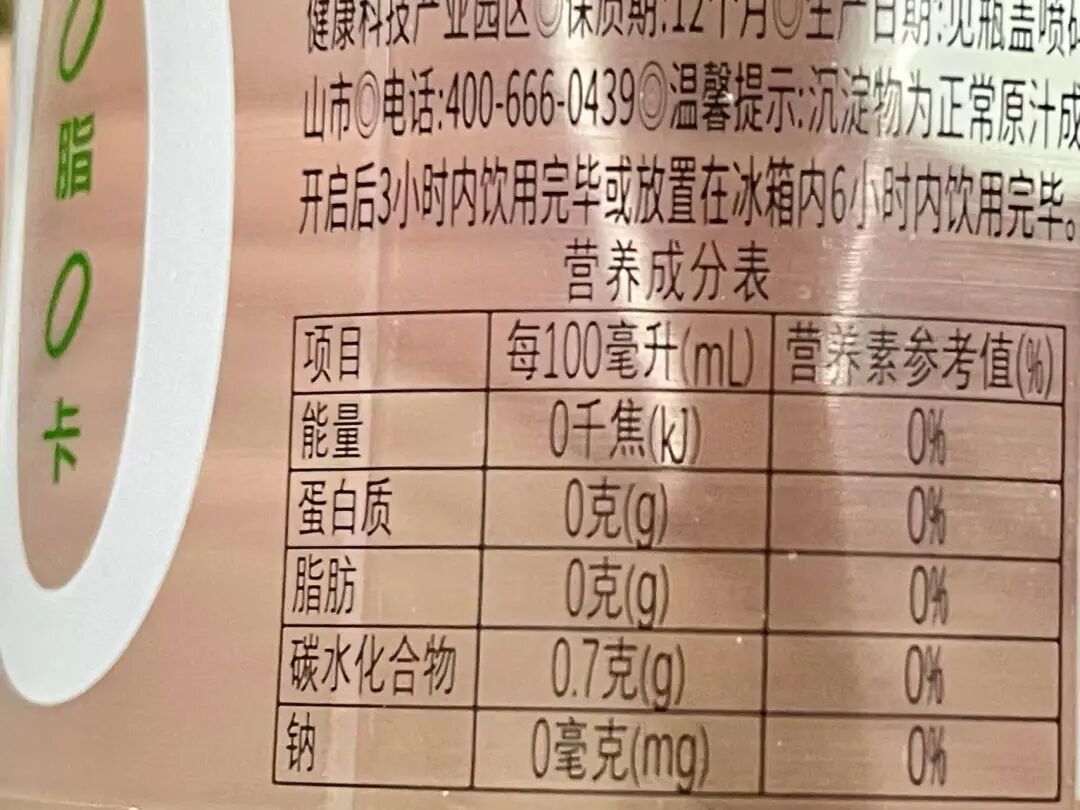 0脂0卡
健康科技产业园区◎保质期:12个月◎生产日期:见瓶盖喷码
山市◎电话:400-666-0439◎温馨提示:沉淀物为正常原汁成
开启后3小时内饮用完毕或放置在冰箱内6小时内饮用完毕。
营养成分表
项目 每100毫升(mL) 营养素参考值(%)
能量 0千焦(kJ) 0%
蛋白质 0克(g) 0%
脂肪 0克(g) 0%
碳水化合物 0.7克(g) 0%
钠 0毫克(mg) 0%